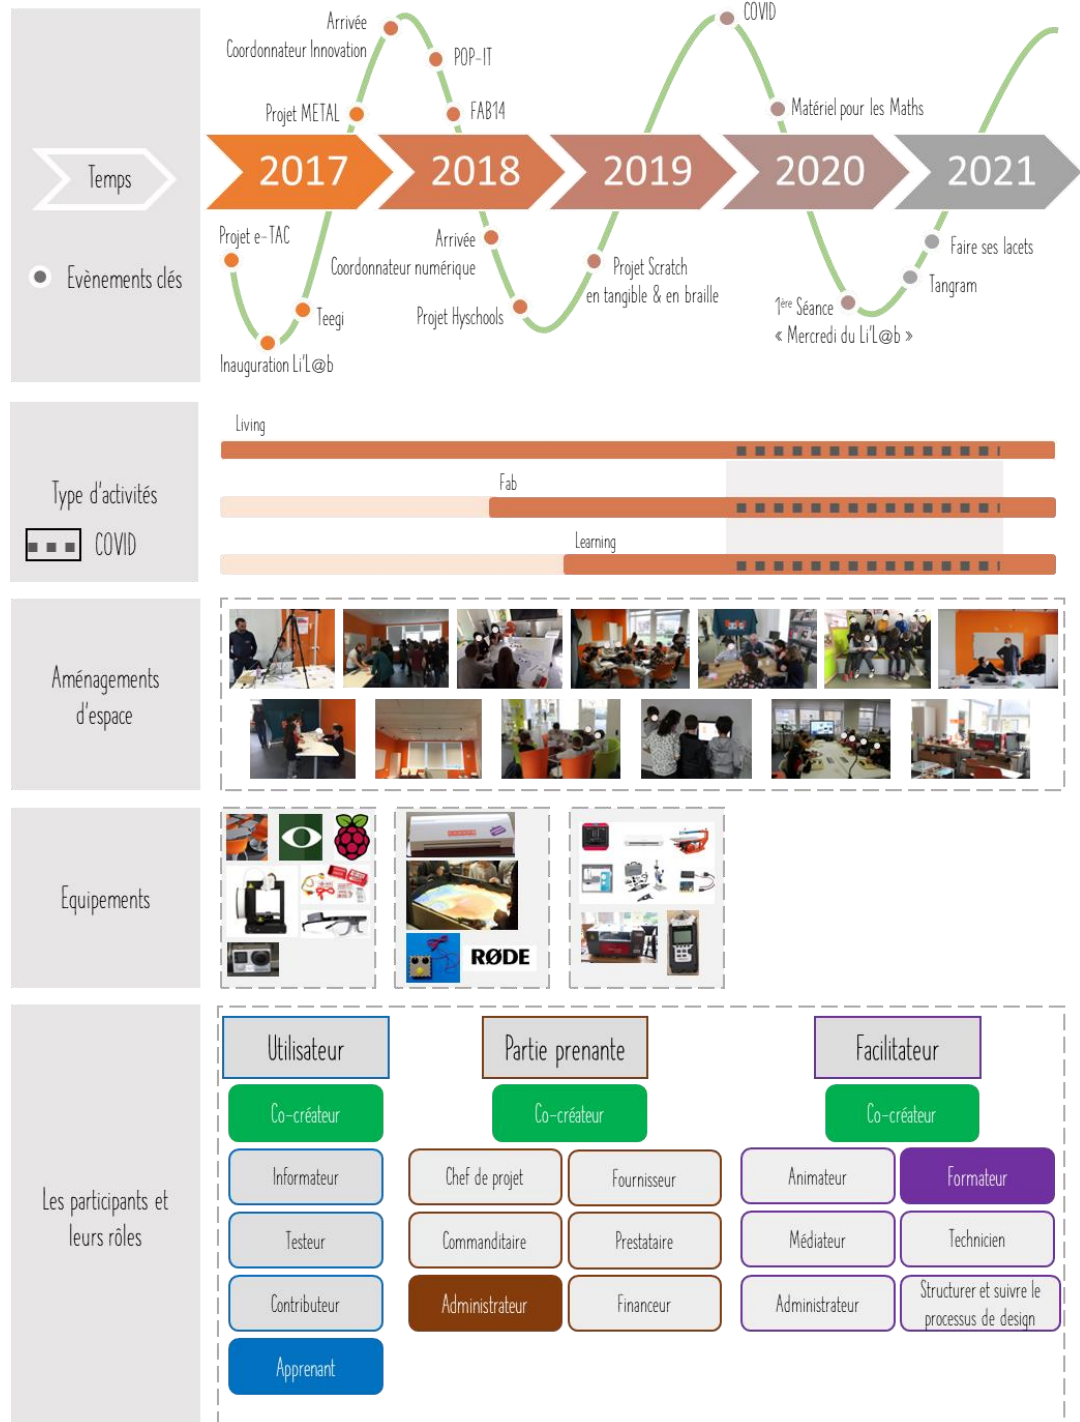 Temps
Evènements clés
Arrivée
Coordonnateur Innovation
POP-IT
Projet METAL
FAB14
COVID
Matériel pour les Maths
2017
2018
2019
2020
2021
Projet e-TAC
Teegi
Inauguration Li'L@b
Arrivée
Coordonnateur numérique
Projet Hyschools
Projet Scratch
en tangible & en braille
1ère Séance
« Mercredi du Li'L@b »
Faire ses lacets
Tangram
Type d'activités
COVID
Living
Fab
Learning
Aménagements
d'espace
Equipements
RØDE
Les participants et
leurs rôles
Utilisateur
Co-créateur
Informateur
Testeur
Contributeur
Apprenant
Partie prenante
Co-créateur
Chef de projet
Fournisseur
Commanditaire
Prestataire
Administrateur
Financeur
Facilitateur
Co-créateur
Animateur
Formateur
Médiateur
Technicien
Administrateur
Structurer et suivre le
processus de design